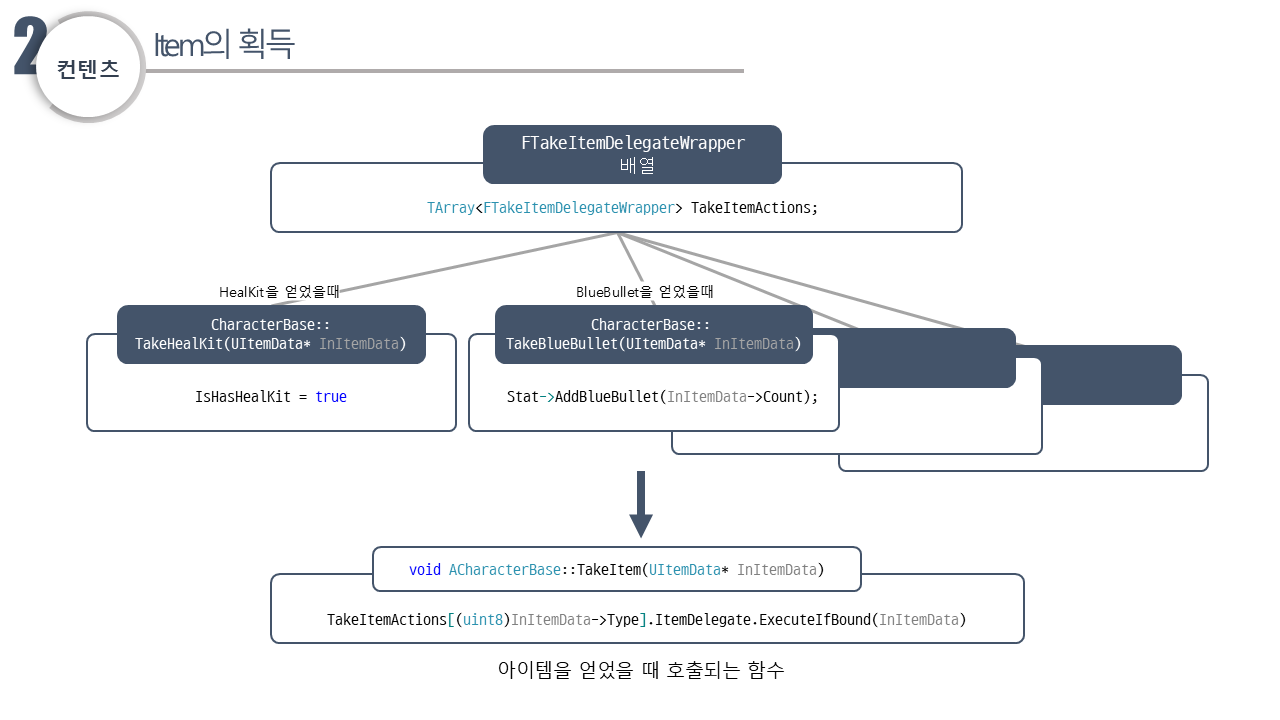 2
컨텐츠
Item의 획득
FTakeItemDelegateWrapper
배열
TArray<FTakeItemDelegateWrapper> TakeItemActions;
HealKit을 얻었을때
BlueBullet을 얻었을때
CharacterBase::
TakeHealKit(UItemData* InItemData)
IsHasHealKit = true
CharacterBase::
TakeBlueBullet(UItemData* InItemData)
Stat->AddBlueBullet(InItemData->Count);
void ACharacterBase::TakeItem(UItemData* InItemData)
TakeItemActions[(uint8)InItemData->Type].ItemDelegate.ExecuteIfBound(InItemData)
아이템을 얻었을 때 호출되는 함수